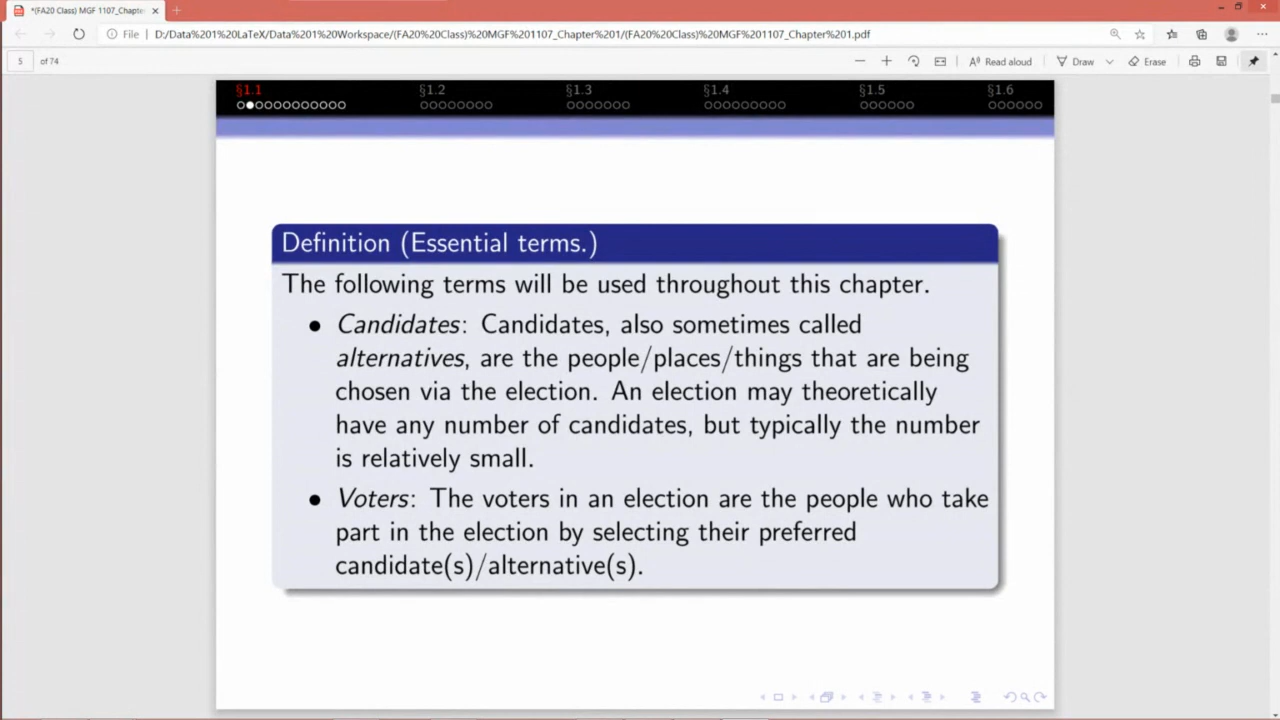 *(FA20 Class) MGF 1107_Chapte
File
D:/Data%201%20LaTeX/Data%201%20Workspace/(FA20%20Class)%20MGF%201107_Chapter%201/(FA20%20Class)%20MGF%201107_Chapter%201.pdf
5 of 74
Read aloud
Draw
Erase
§1.1 §1.2 §1.3 §1.4 §1.5 §1.6
Definition (Essential terms.)
The following terms will be used throughout this chapter.
● Candidates: Candidates, also sometimes called
alternatives, are the people/places/things that are being
chosen via the election. An election may theoretically
have any number of candidates, but typically the number
is relatively small.
● Voters: The voters in an election are the people who take
part in the election by selecting their preferred
candidate(s)/alternative(s).